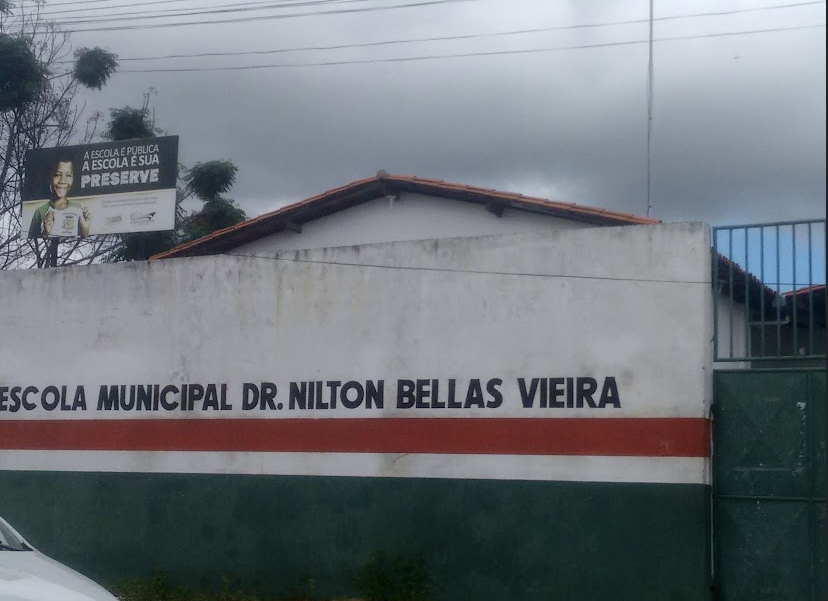 A ESCOLA É PÚBLICA
A ESCOLA É SUA
PRESERVE
ESCOLA MUNICIPAL DR. NILTON BELLAS VIEIRA